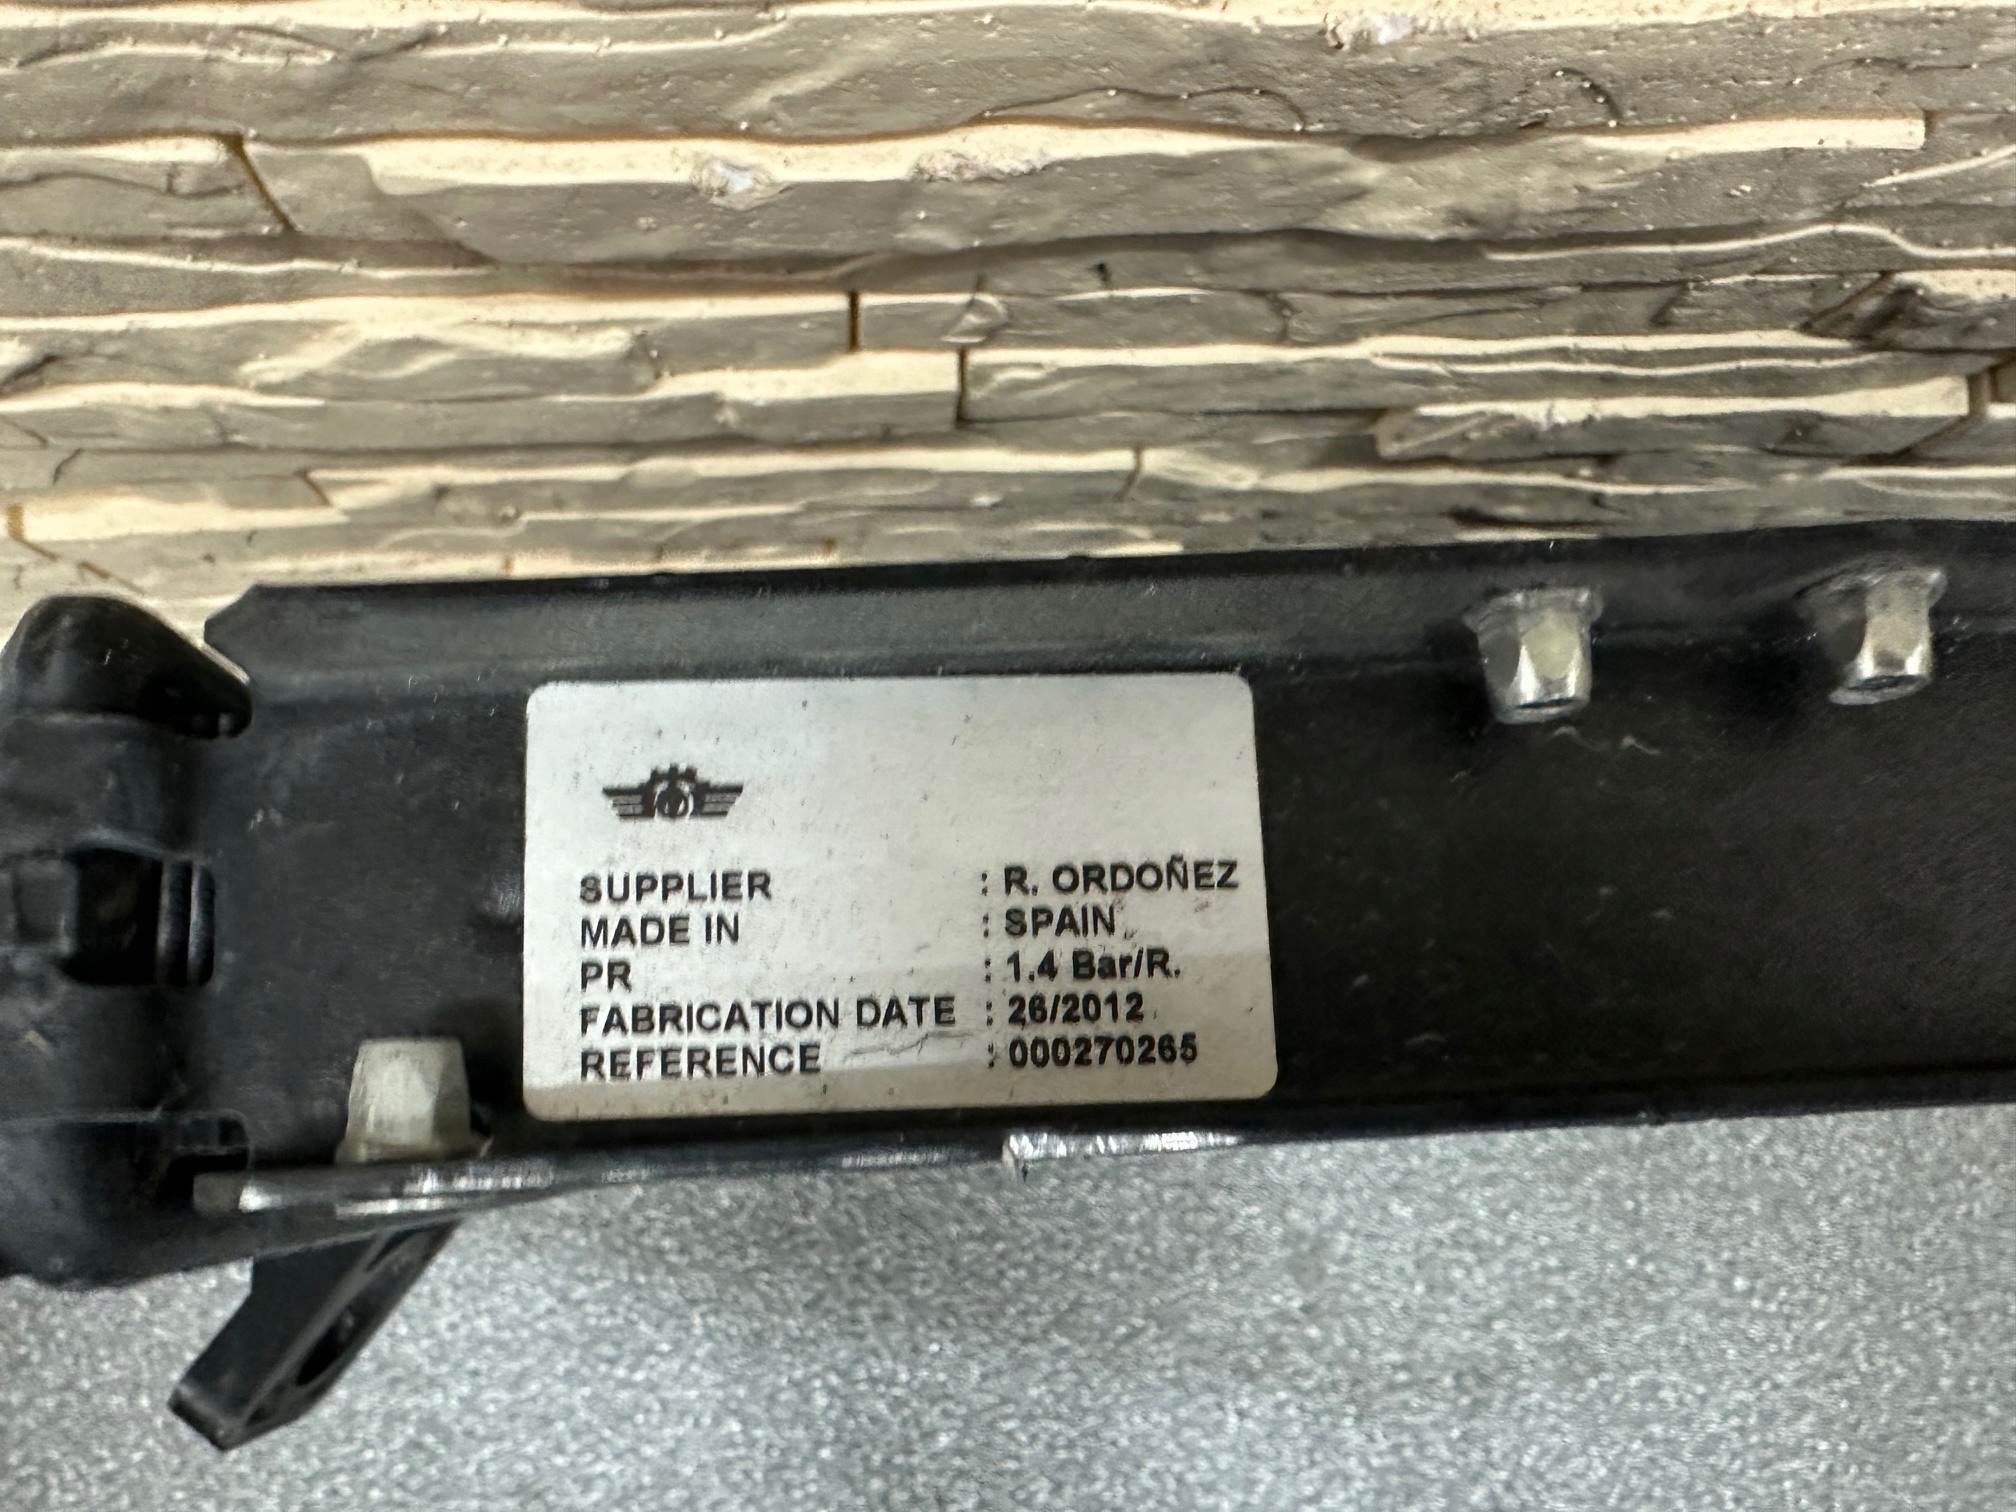 SUPPLIER : R. ORDOÑEZ
MADE IN : SPAIN
PR : 1.4 Bar/R.
FABRICATION DATE : 26/2012
REFERENCE : 000270265